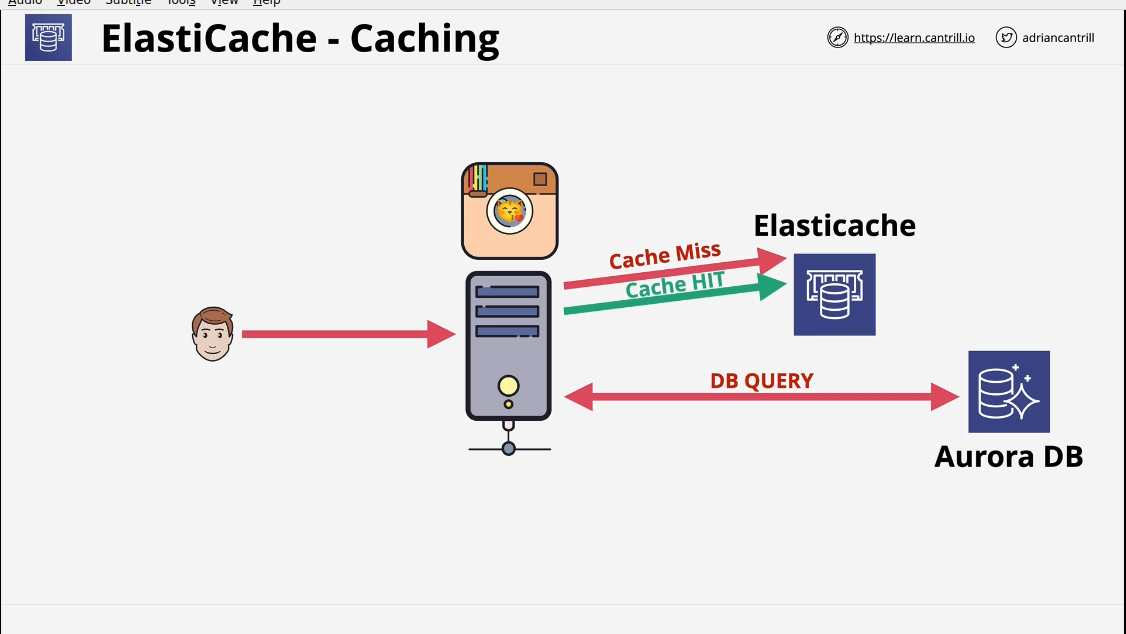 Audio Video Subtitle Tools View Help
ElastiCache - Caching
https://learn.cantrill.io
adriancantrill
Elasticache
Cache Miss
Cache HIT
DB QUERY
Aurora DB